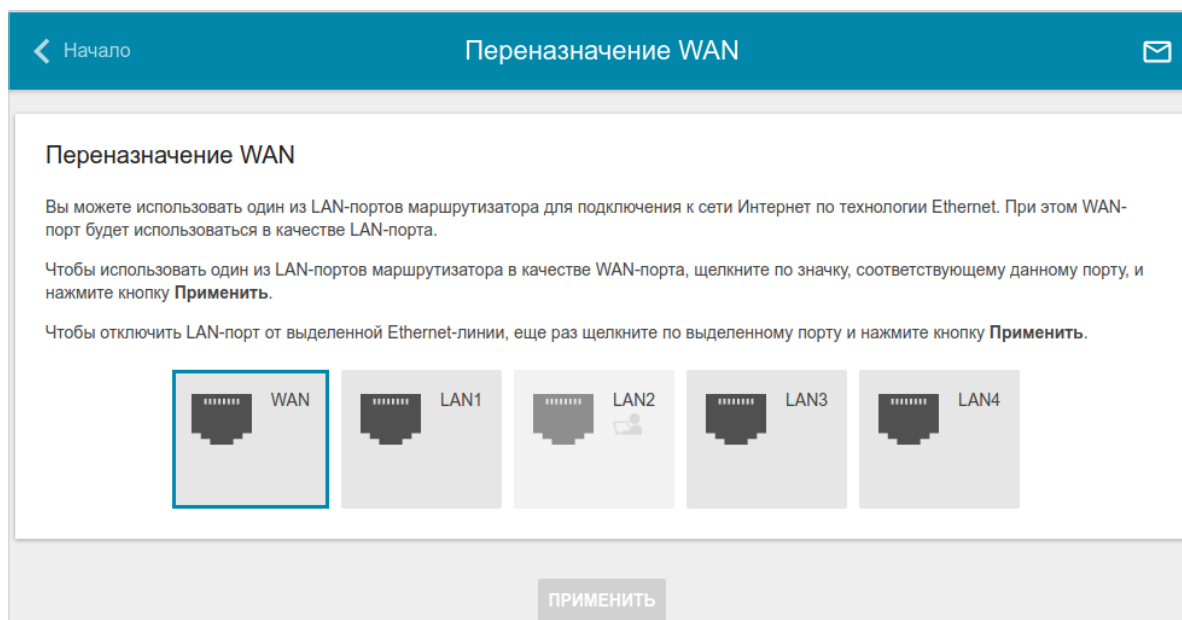 Начало
Переназначение WAN
Переназначение WAN
Вы можете использовать один из LAN-портов маршрутизатора для подключения к сети Интернет по технологии Ethernet. При этом WAN-
порт будет использоваться в качестве LAN-порта.
Чтобы использовать один из LAN-портов маршрутизатора в качестве WAN-порта, щелкните по значку, соответствующему данному порту, и
нажмите кнопку Применить.
Чтобы отключить LAN-порт от выделенной Ethernet-линии, еще раз щелкните по выделенному порту и нажмите кнопку Применить.
WAN
LAN1
LAN2
LAN3
LAN4
ПРИМЕНИТЬ